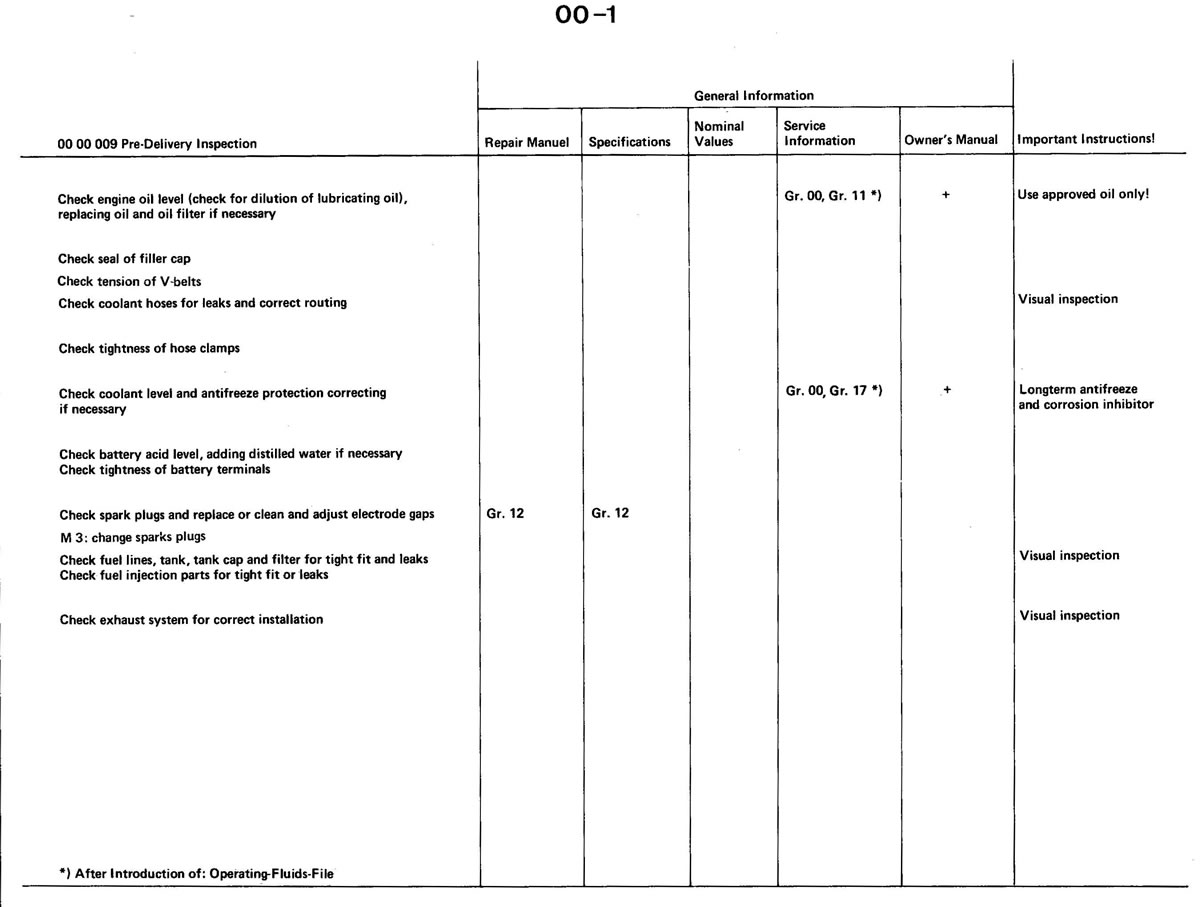 00-1
General Information
00 00 009 Pre-Delivery Inspection
Repair Manuel
Specifications
Nominal
Values
Service
Information
Owner's Manual
Important Instructions!
Check engine oil level (check for dilution of lubricating oil),
replacing oil and oil filter if necessary
Gr. 00, Gr. 11 *)
+
Use approved oil only!
Check seal of filler cap
Check tension of V-belts
Check coolant hoses for leaks and correct routing
Visual inspection
Check tightness of hose clamps
Check coolant level and antifreeze protection correcting
if necessary
Gr. 00, Gr. 17 *)
+
Longterm antifreeze
and corrosion inhibitor
Check battery acid level, adding distilled water if necessary
Check tightness of battery terminals
Check spark plugs and replace or clean and adjust electrode gaps
Gr. 12
Gr. 12
M 3: change sparks plugs
Check fuel lines, tank, tank cap and filter for tight fit and leaks
Visual inspection
Check fuel injection parts for tight fit or leaks
Check exhaust system for correct installation
Visual inspection
*) After Introduction of: Operating-Fluids-File